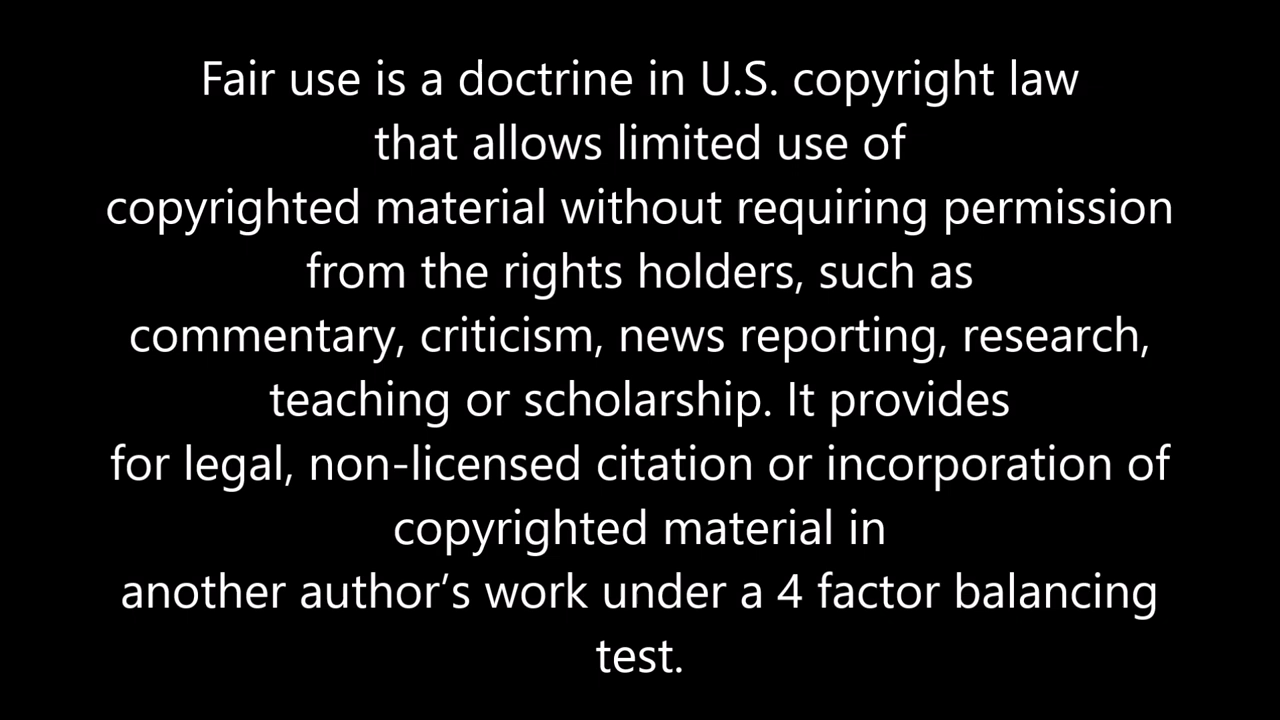 Fair use is a doctrine in U.S. copyright law
that allows limited use of
copyrighted material without requiring permission
from the rights holders, such as
commentary, criticism, news reporting, research,
teaching or scholarship. It provides
for legal, non-licensed citation or incorporation of
copyrighted material in
another author’s work under a 4 factor balancing
test.